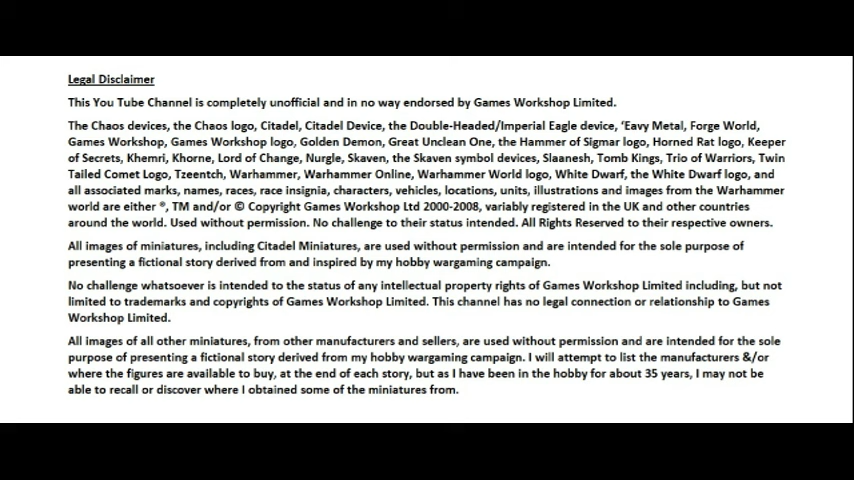 Legal Disclaimer
This You Tube Channel is completely unofficial and in no way endorsed by Games Workshop Limited.
The Chaos devices, the Chaos logo, Citadel, Citadel Device, the Double-Headed/Imperial Eagle device, ‘Eavy Metal, Forge World,
Games Workshop, Games Workshop logo, Golden Demon, Great Unclean One, the Hammer of Sigmar logo, Horned Rat logo, Keeper
of Secrets, Khemri, Khorne, Lord of Change, Nurgle, Skaven, the Skaven symbol devices, Slaanesh, Tomb Kings, Trio of Warriors, Twin
Tailed Comet Logo, Tzeentch, Warhammer, Warhammer Online, Warhammer World logo, White Dwarf, the White Dwarf logo, and
all associated marks, names, races, race insignia, characters, vehicles, locations, units, illustrations and images from the Warhammer
world are either ®, TM and/or © Copyright Games Workshop Ltd 2000-2008, variably registered in the UK and other countries
around the world. Used without permission. No challenge to their status intended. All Rights Reserved to their respective owners.
All images of miniatures, including Citadel Miniatures, are used without permission and are intended for the sole purpose of
presenting a fictional story derived from and inspired by my hobby wargaming campaign.
No challenge whatsoever is intended to the status of any intellectual property rights of Games Workshop Limited including, but not
limited to trademarks and copyrights of Games Workshop Limited. This channel has no legal connection or relationship to Games
Workshop Limited.
All images of all other miniatures, from other manufacturers and sellers, are used without permission and are intended for the sole
purpose of presenting a fictional story derived from my hobby wargaming campaign. I will attempt to list the manufacturers &/or
where the figures are available to buy, at the end of each story, but as I have been in the hobby for about 35 years, I may not be
able to recall or discover where I obtained some of the miniatures from.